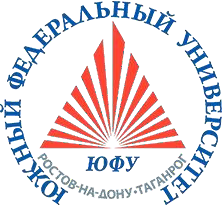 ЮЖНЫЙ ФЕДЕРАЛЬНЫЙ УНИВЕРСИТЕТ
ЮФУ
РОСТОВ-НА-ДОНУ·ТАГАНРОГ